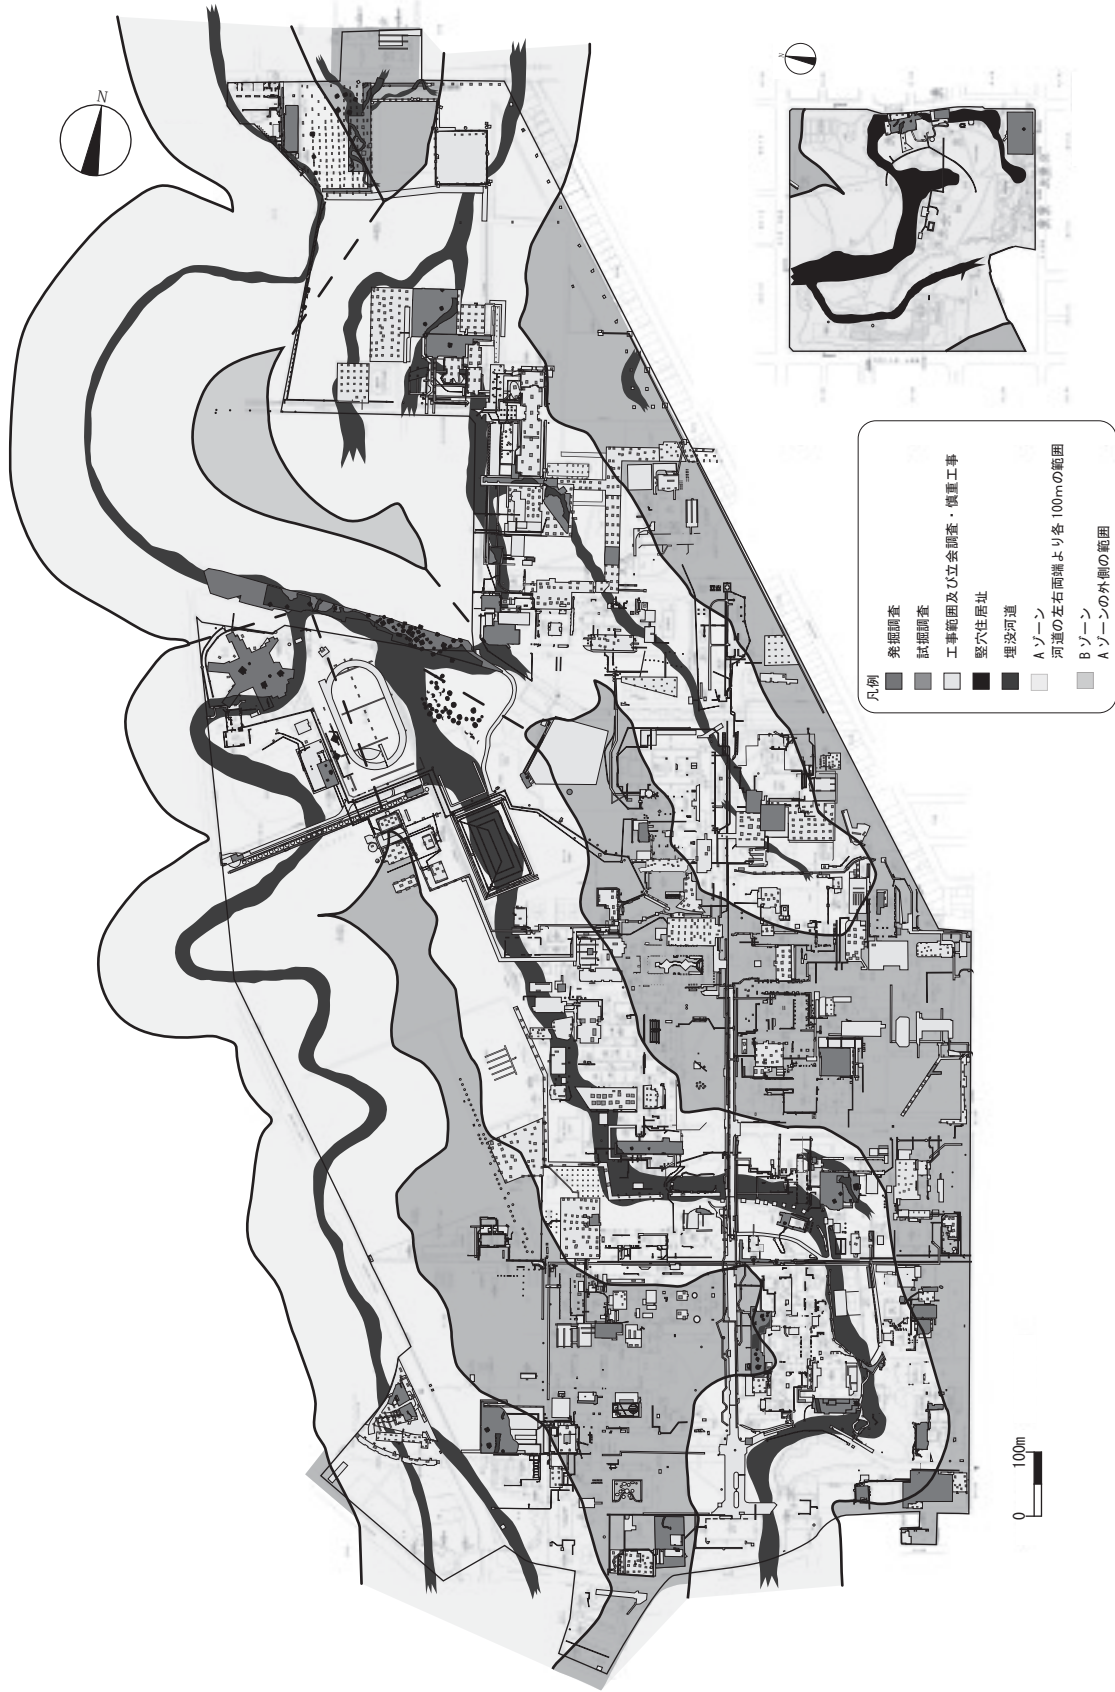 N
N
凡例
発掘調査
試掘調査
工事範囲及び立会調査・慎重工事
竪穴住居址
埋没河道
A ゾーン
河道の左右両端より各 100mの範囲
B ゾーン
A ゾーンの外側の範囲
0 100m